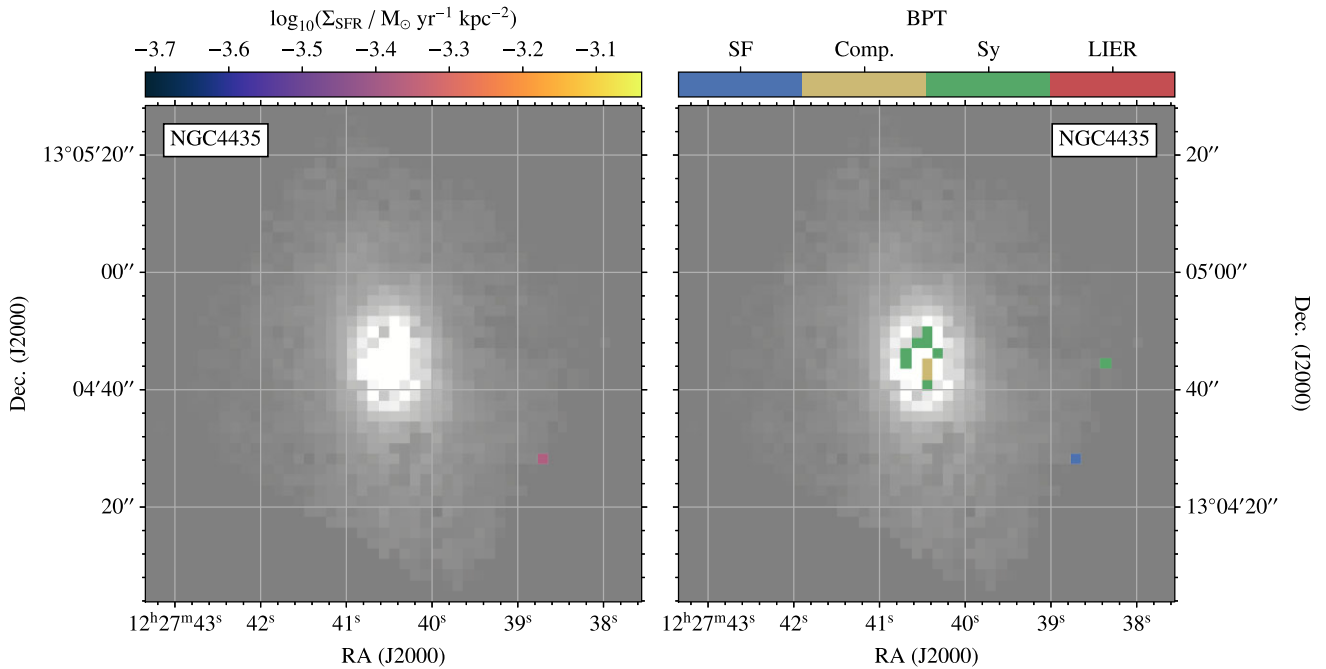 log₁₀(Σ_SFR / M_⊙ yr⁻¹ kpc⁻²)
−3.7 −3.6 −3.5 −3.4 −3.3 −3.2 −3.1
NGC4435
13°05′20′′
00′′
04′40′′
20′′
Dec. (J2000)
12ʰ27ᵐ43ˢ 42ˢ 41ˢ 40ˢ 39ˢ 38ˢ
RA (J2000)
BPT
SF Comp. Sy LIER
NGC4435
20′′
05′00′′
40′′
13°04′20′′
Dec. (J2000)
12ʰ27ᵐ43ˢ 42ˢ 41ˢ 40ˢ 39ˢ 38ˢ
RA (J2000)